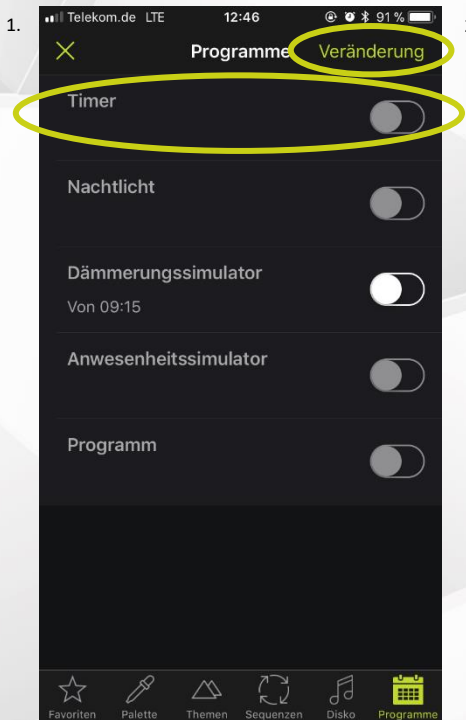 1.
Telekom.de LTE 12:46 91 %
Programme Veränderung
Timer
Nachtlicht
Dämmerungssimulator
Von 09:15
Anwesenheitssimulator
Programm
Favoriten Palette Themen Sequenzen Disko Programme